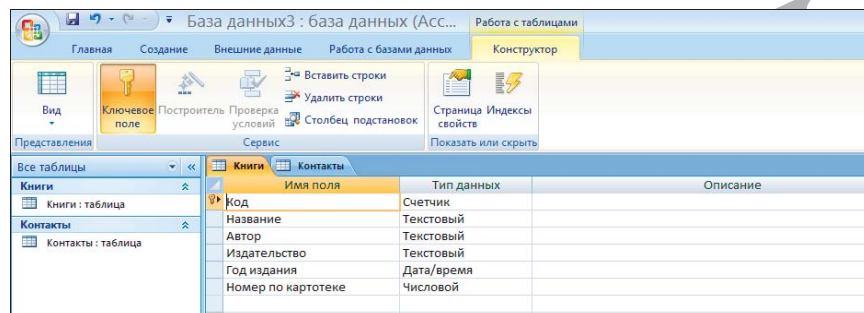 База данных3 : база данных (Acc...
Работа с таблицами
Главная Создание Внешние данные Работа с базами данных Конструктор
Вид
Ключевое поле
Построитель
Проверка условий
Вставить строки
Удалить строки
Столбец подстановок
Страница свойств
Индексы
Представления Сервис Показать или скрыть
Все таблицы
Книги
Книги : таблица
Контакты
Контакты : таблица
Книги Контакты
Имя поля Тип данных Описание
Код Счетчик
Название Текстовый
Автор Текстовый
Издательство Текстовый
Год издания Дата/время
Номер по картотеке Числовой